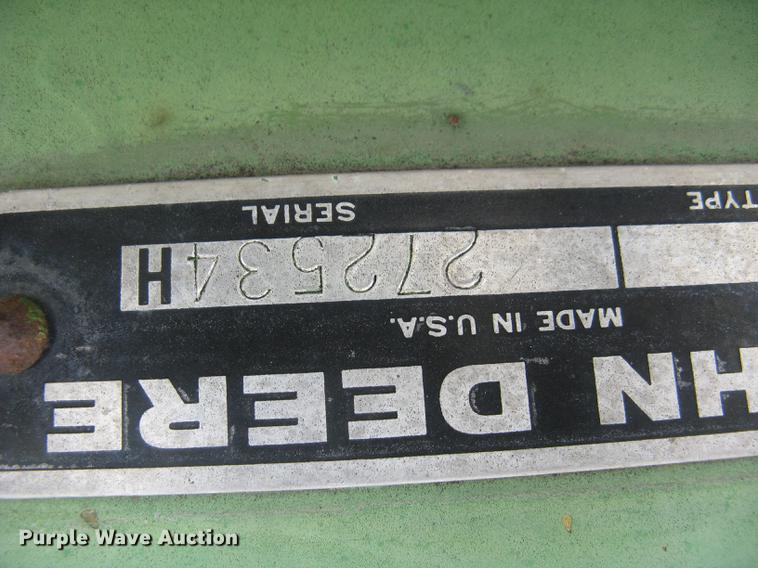 HN DEERE
MADE IN U.S.A.
272534H
TYPE SERIAL
Purple Wave Auction